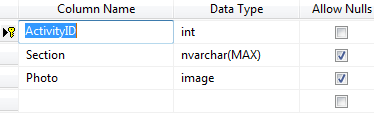 Column Name Data Type Allow Nulls
ActivityID int
Section nvarchar(MAX)
Photo image